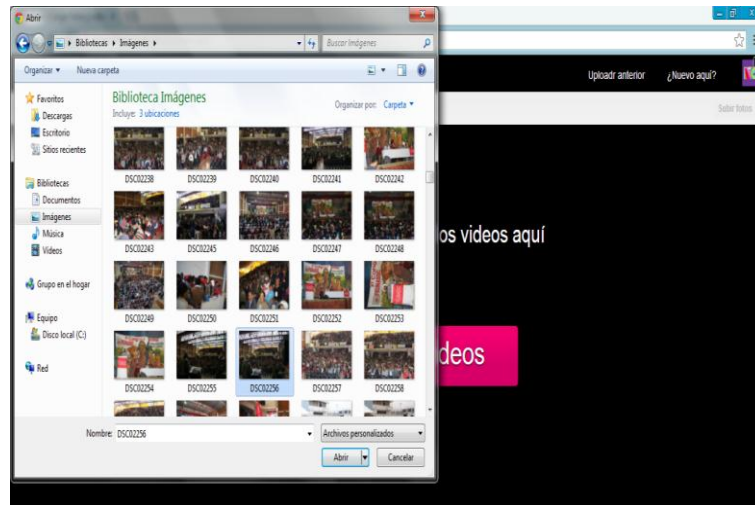 Abrir
Bibliotecas ▸ Imágenes ▸
Buscar Imágenes
Organizar
Nueva carpeta
Uploadr anterior
¿Nuevo aquí?
Subir fotos
Favoritos
Descargas
Escritorio
Sitios recientes
Bibliotecas
Documentos
Imágenes
Música
Videos
Grupo en el hogar
Equipo
Disco local (C:)
Red
Biblioteca Imágenes
Incluye: 3 ubicaciones
Organizar por: Carpeta
DSC02238 DSC02239 DSC02240 DSC02241 DSC02242
DSC02243 DSC02245 DSC02246 DSC02247 DSC02248
DSC02249 DSC02250 DSC02251 DSC02252 DSC02253
DSC02254 DSC02255 DSC02256 DSC02257 DSC02258
os videos aquí
deos
Nombre: DSC02256
Archivos personalizados
Abrir
Cancelar